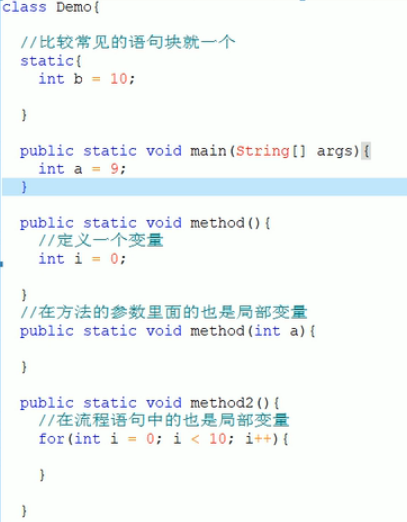 class Demo{
//比较常见的语句块就一个
static{
int b = 10;
}
public static void main(String[] args){
int a = 9;
}
public static void method(){
//定义一个变量
int i = 0;
}
//在方法的参数里面的也是局部变量
public static void method(int a){
}
public static void method2(){
//在流程语句中的也是局部变量
for(int i = 0; i < 10; i++){
}
}